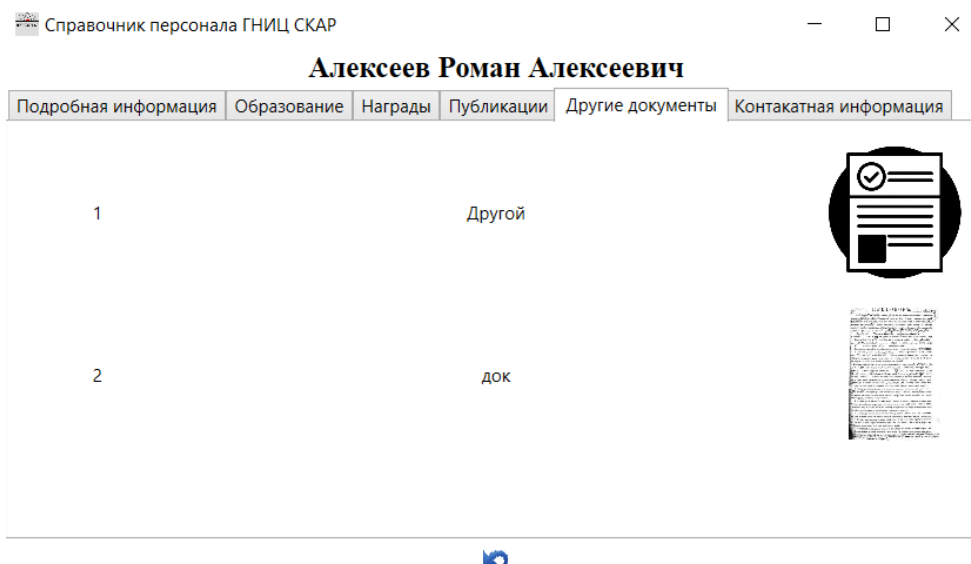 Справочник персонала ГНИЦ СКАР
Алексеев Роман Алексеевич
Подробная информация Образование Награды Публикации Другие документы Контакатная информация
1 Другой
2 док